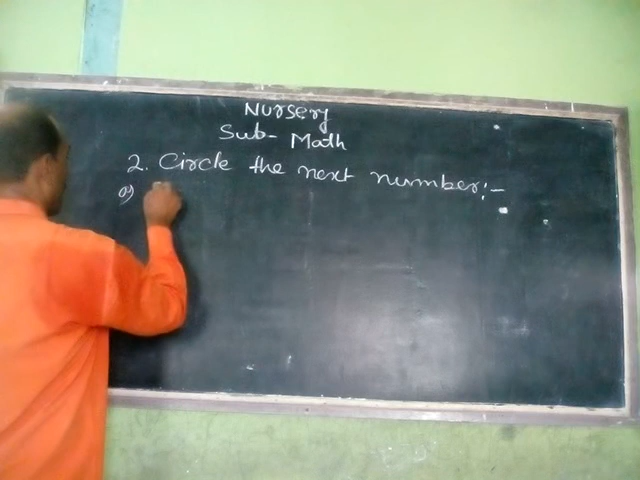 Nursery
Sub- Math
2. Circle the next number:-
a)